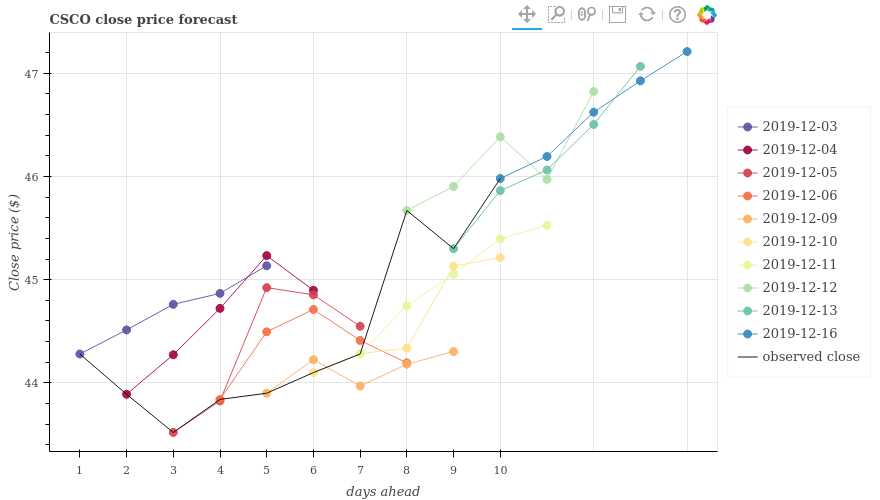 CSCO close price forecast
47
46
45
44
Close price ($)
1 2 3 4 5 6 7 8 9 10
days ahead
2019-12-03
2019-12-04
2019-12-05
2019-12-06
2019-12-09
2019-12-10
2019-12-11
2019-12-12
2019-12-13
2019-12-16
observed close